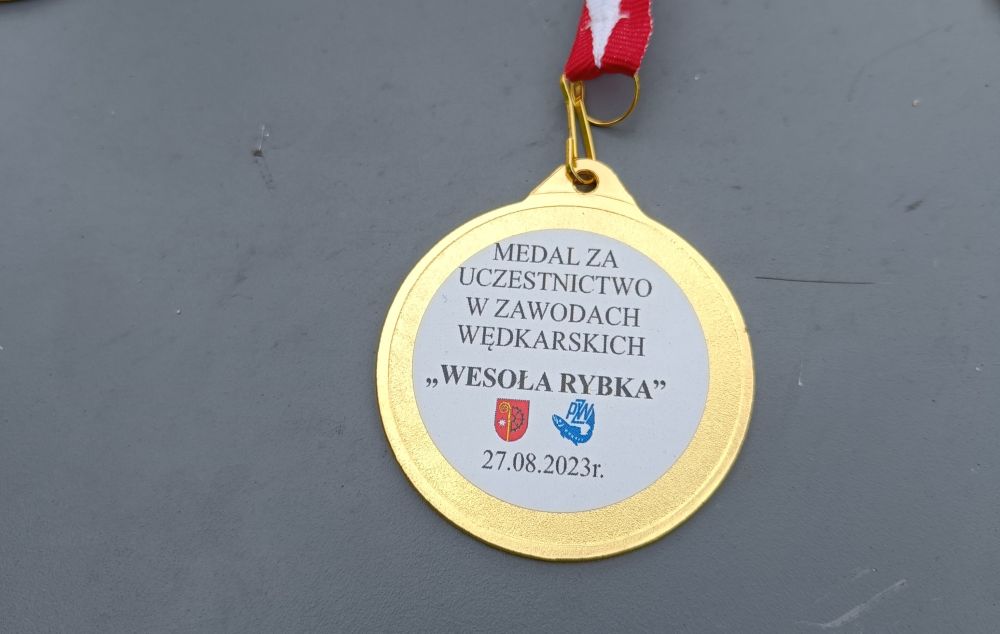 MEDAL ZA
UCZESTNICTWO
W ZAWODACH
WĘDKARSKICH
„WESOŁA RYBKA”
PZW
27.08.2023r.